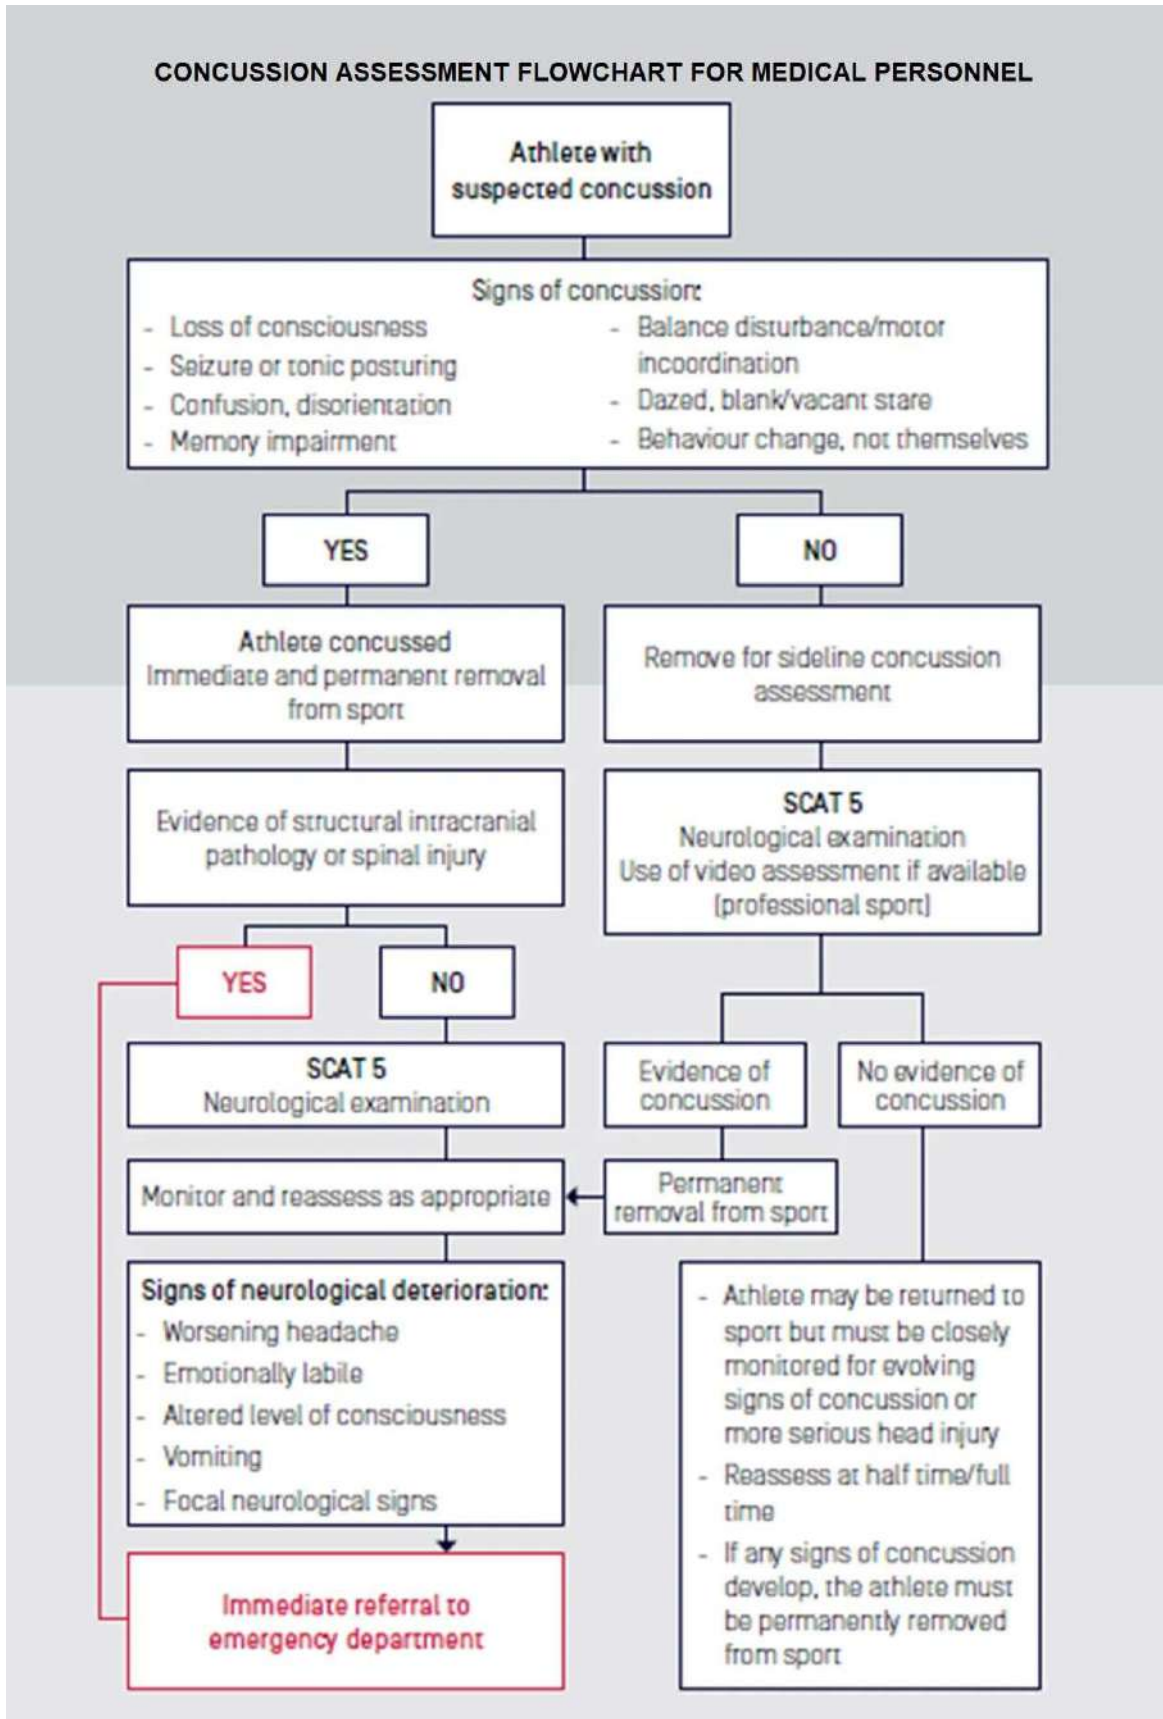 CONCUSSION ASSESSMENT FLOWCHART FOR MEDICAL PERSONNEL
Athlete with
suspected concussion
Signs of concussion:
- Loss of consciousness
- Seizure or tonic posturing
- Confusion, disorientation
- Memory impairment
- Balance disturbance/motor
incoordination
- Dazed, blank/vacant stare
- Behaviour change, not themselves
YES
NO
Athlete concussed
Immediate and permanent removal
from sport
Remove for sideline concussion
assessment
Evidence of structural intracranial
pathology or spinal injury
SCAT 5
Neurological examination
Use of video assessment if available
(professional sport)
YES
NO
SCAT 5
Neurological examination
Evidence of
concussion
No evidence of
concussion
Monitor and reassess as appropriate
Permanent
removal from sport
Signs of neurological deterioration:
- Worsening headache
- Emotionally labile
- Altered level of consciousness
- Vomiting
- Focal neurological signs
- Athlete may be returned to
sport but must be closely
monitored for evolving
signs of concussion or
more serious head injury
- Reassess at half time/full
time
- If any signs of concussion
develop, the athlete must
be permanently removed
from sport
Immediate referral to
emergency department